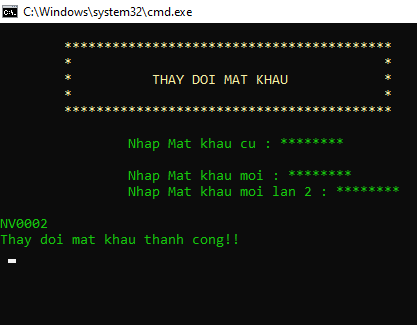 C:\Windows\system32\cmd.exe
*****************************************
* *
* THAY DOI MAT KHAU *
* *
*****************************************
Nhap Mat khau cu : ********
Nhap Mat khau moi : ********
Nhap Mat khau moi lan 2 : ********
NV0002
Thay doi mat khau thanh cong!!